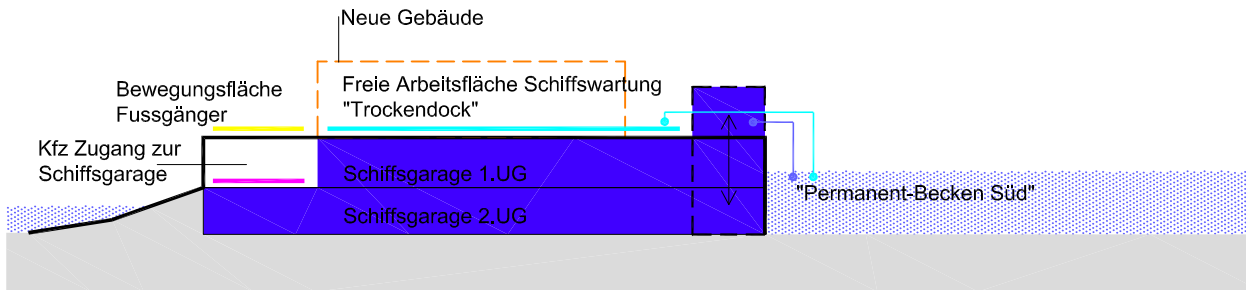 Neue Gebäude
Bewegungsfläche
Fussgänger
Freie Arbeitsfläche Schiffswartung
"Trockendock"
Kfz Zugang zur
Schiffsgarage
Schiffsgarage 1.UG
"Permanent-Becken Süd"
Schiffsgarage 2.UG